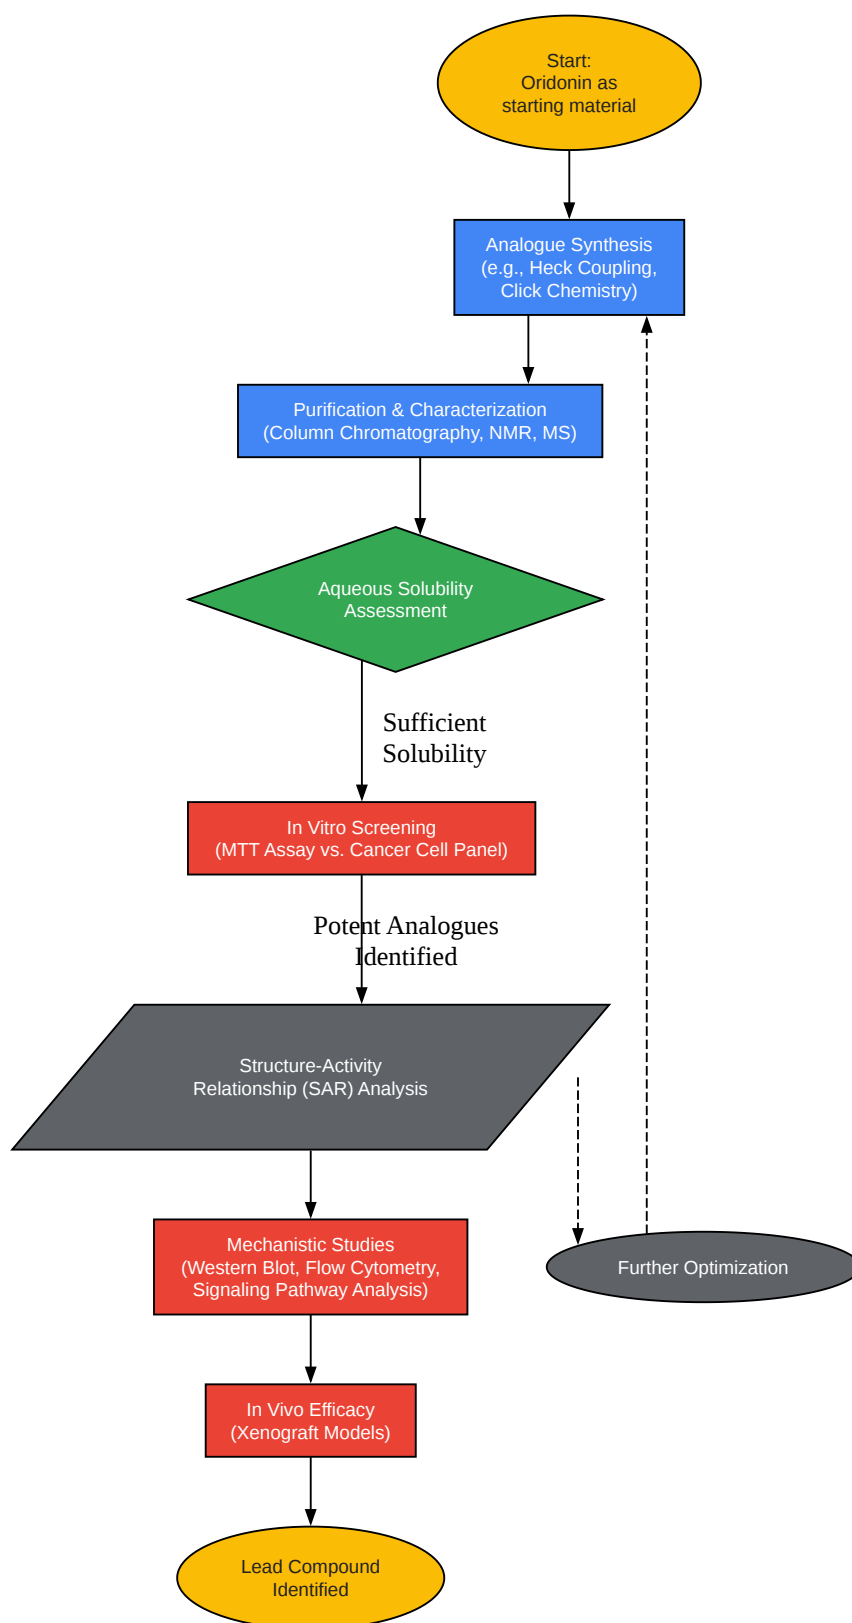 Start:
Oridonin as
starting material
Analogue Synthesis
(e.g., Heck Coupling,
Click Chemistry)
Purification & Characterization
(Column Chromatography, NMR, MS)
Aqueous Solubility
Assessment
Sufficient
Solubility
In Vitro Screening
(MTT Assay vs. Cancer Cell Panel)
Potent Analogues
Identified
Structure-Activity
Relationship (SAR) Analysis
Mechanistic Studies
(Western Blot, Flow Cytometry,
Signaling Pathway Analysis)
Further Optimization
In Vivo Efficacy
(Xenograft Models)
Lead Compound
Identified